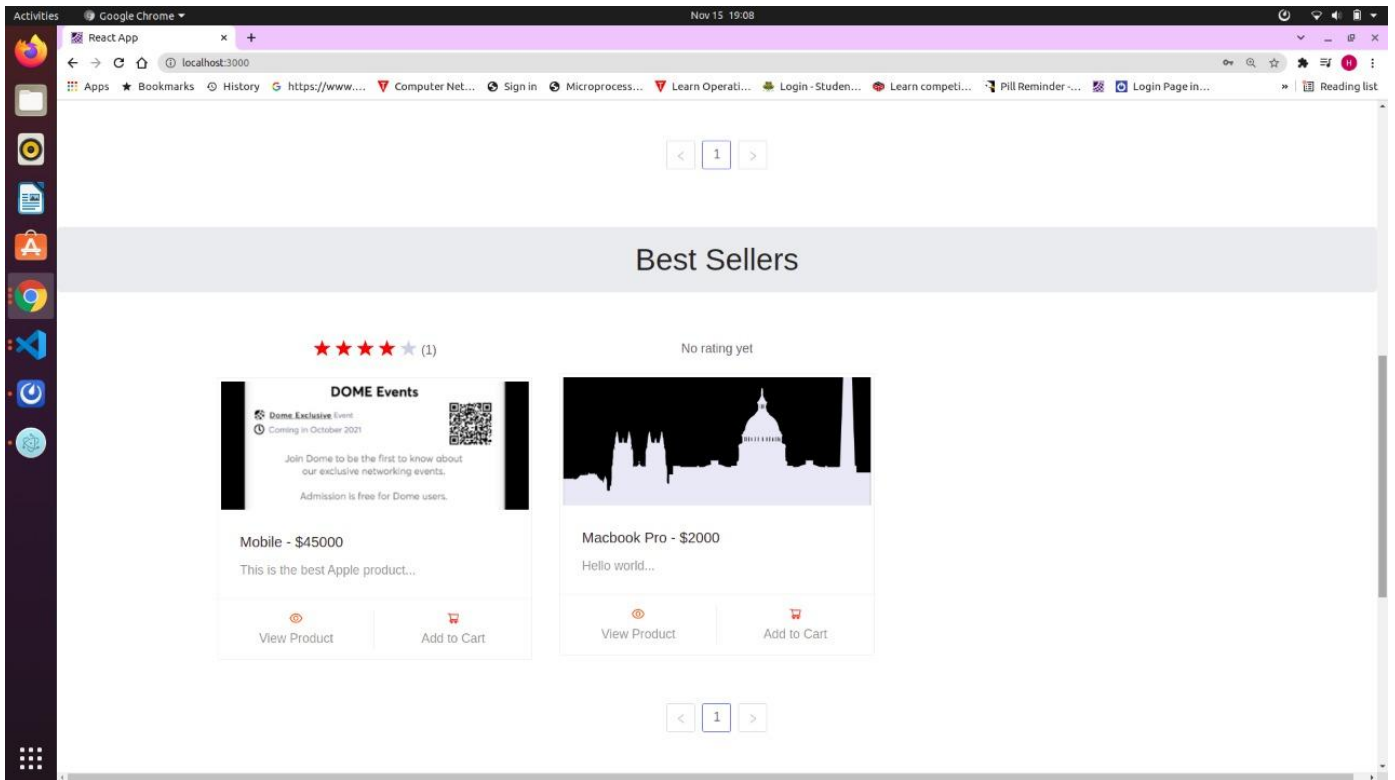 Activities Google Chrome Nov 15 19:08
React App
localhost:3000
Apps Bookmarks History https://www.... Computer Net... Sign in Microprocess... Learn Operati... Login - Studen... Learn competi... Pill Reminder -... Login Page in... » Reading list
< 1 >
Best Sellers
(1)
No rating yet
DOME Events
Dome Exclusive Event
Coming in October 2021
Join Dome to be the first to know about
our exclusive networking events.
Admission is free for Dome users.
Mobile - $45000
This is the best Apple product...
View Product Add to Cart
Macbook Pro - $2000
Hello world...
View Product Add to Cart
< 1 >